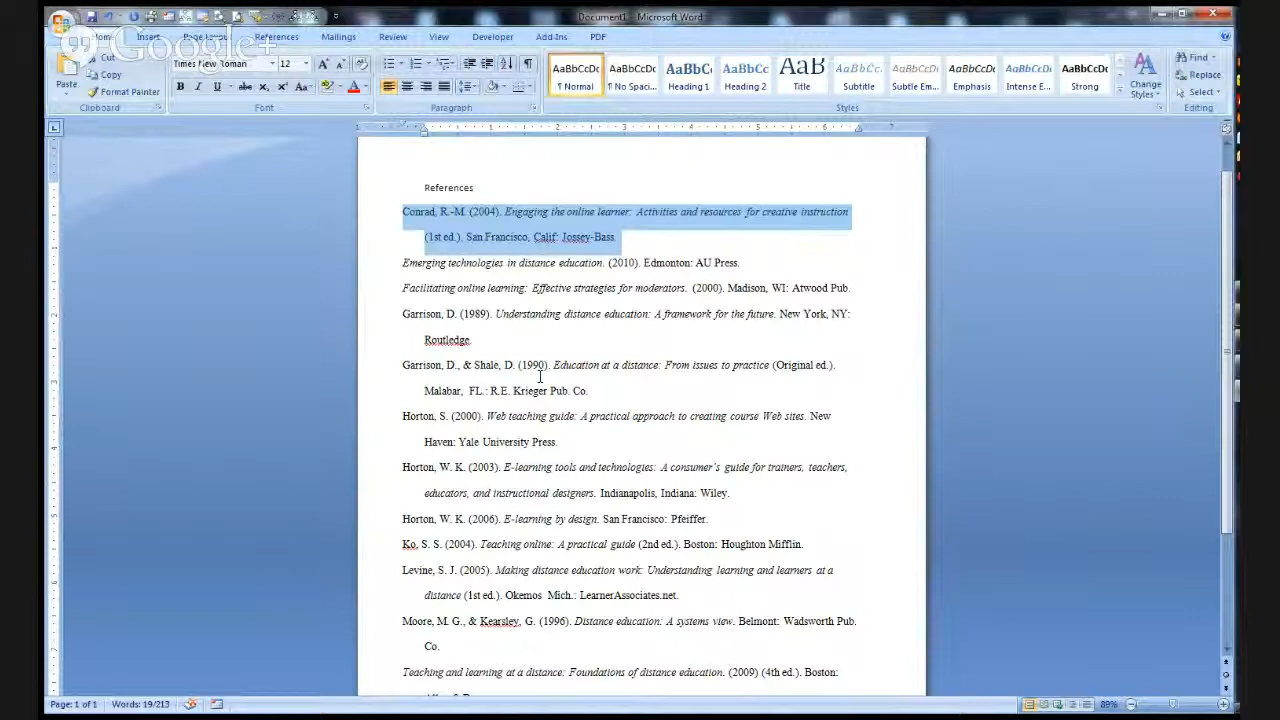 Document1 - Microsoft Word
Google+
Insert Page Layout References Mailings Review View Developer Add-Ins PDF
Paste
Cut
Copy
Format Painter
Clipboard
Times New Roman 12
B I U abc x₂ x² Aa
Font
Paragraph
AaBbCcDc AaBbCcDc AaBbC AaBbCc AaB AaBbCcL AaBbCcDc AaBbCcDc AaBbCcDc AaBbCcDc
¶ Normal ¶ No Spaci... Heading 1 Heading 2 Title Subtitle Subtle Em... Emphasis Intense E... Strong
Change Styles
Styles
Find
Replace
Select
Editing
References
Conrad, R.-M. (2004). Engaging the online learner: Activities and resources for creative instruction
(1st ed.). San Francisco, Calif: Jossey-Bass.
Emerging technologies in distance education. (2010). Edmonton: AU Press.
Facilitating online learning: Effective strategies for moderators. (2000). Madison, WI: Atwood Pub.
Garrison, D. (1989). Understanding distance education: A framework for the future. New York, NY:
Routledge.
Garrison, D., & Shale, D. (1990). Education at a distance: From issues to practice (Original ed.).
Malabar, FL.: R.E. Krieger Pub. Co.
Horton, S. (2000). Web teaching guide: A practical approach to creating course Web sites. New
Haven: Yale University Press.
Horton, W. K. (2003). E-learning tools and technologies: A consumer's guide for trainers, teachers,
educators, and instructional designers. Indianapolis, Indiana: Wiley.
Horton, W. K. (2006). E-learning by design. San Francisco: Pfeiffer.
Ko, S. S. (2004). Teaching online: A practical guide (2nd ed.). Boston: Houghton Mifflin.
Levine, S. J. (2005). Making distance education work: Understanding learning and learners at a
distance (1st ed.). Okemos Mich.: LearnerAssociates.net.
Moore, M. G., & Kearsley, G. (1996). Distance education: A systems view. Belmont: Wadsworth Pub.
Co.
Teaching and learning at a distance: Foundations of distance education. (2009) (4th ed.). Boston:
Page: 1 of 1 Words: 19/213 89%